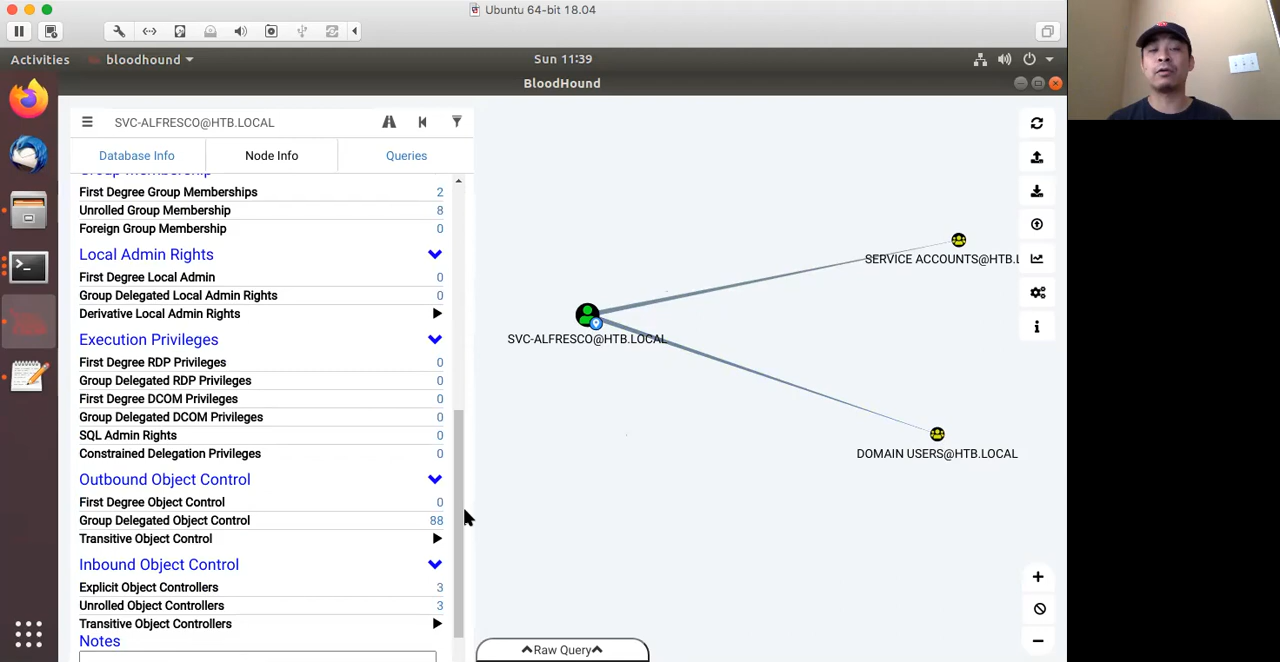 Ubuntu 64-bit 18.04
Activities
bloodhound
Sun 11:39
BloodHound
SVC-ALFRESCO@HTB.LOCAL
Database Info
Node Info
Queries
Group Membership
First Degree Group Memberships 2
Unrolled Group Membership 8
Foreign Group Membership 0
Local Admin Rights
First Degree Local Admin 0
Group Delegated Local Admin Rights 0
Derivative Local Admin Rights
Execution Privileges
First Degree RDP Privileges 0
Group Delegated RDP Privileges 0
First Degree DCOM Privileges 0
Group Delegated DCOM Privileges 0
SQL Admin Rights 0
Constrained Delegation Privileges 0
Outbound Object Control
First Degree Object Control 0
Group Delegated Object Control 88
Transitive Object Control
Inbound Object Control
Explicit Object Controllers 3
Unrolled Object Controllers 3
Transitive Object Controllers
Notes
SERVICE ACCOUNTS@HTB.L
SVC-ALFRESCO@HTB.LOCAL
DOMAIN USERS@HTB.LOCAL
Raw Query